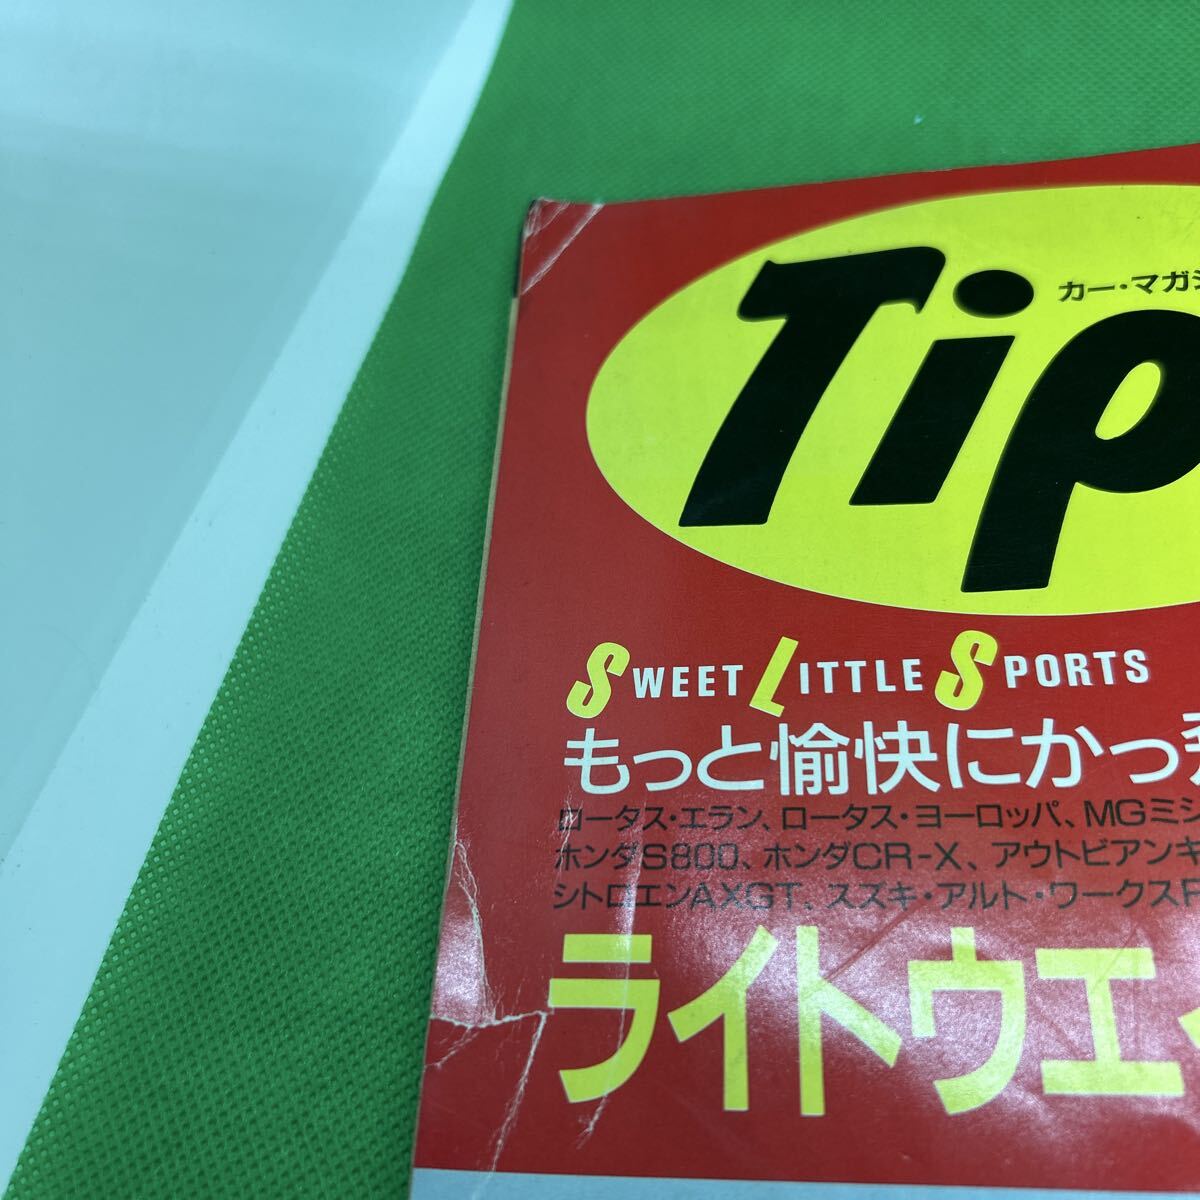 カー・マガジ
Tip
SWEET LITTLE SPORTS
もっと愉快にかっ飛
ロータス・エラン、ロータス・ヨーロッパ、MGミジ
ホンダS800、ホンダCR-X、アウトビアンキ
シトロエンAXGT、スズキ・アルト・ワークスR
ライトウエイ